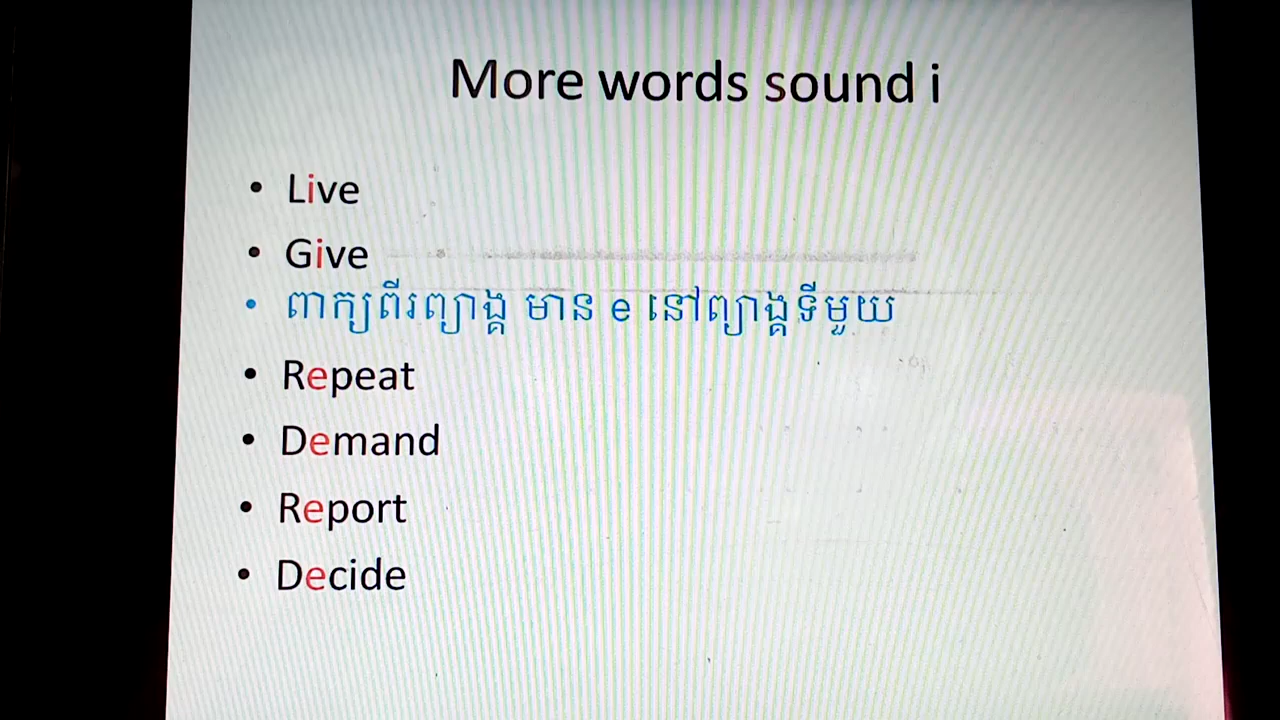 More words sound i
• Live
• Give
• ពាក្យពីរព្យាង្គ មាន e នៅព្យាង្គទីមួយ
• Repeat
• Demand
• Report
• Decide